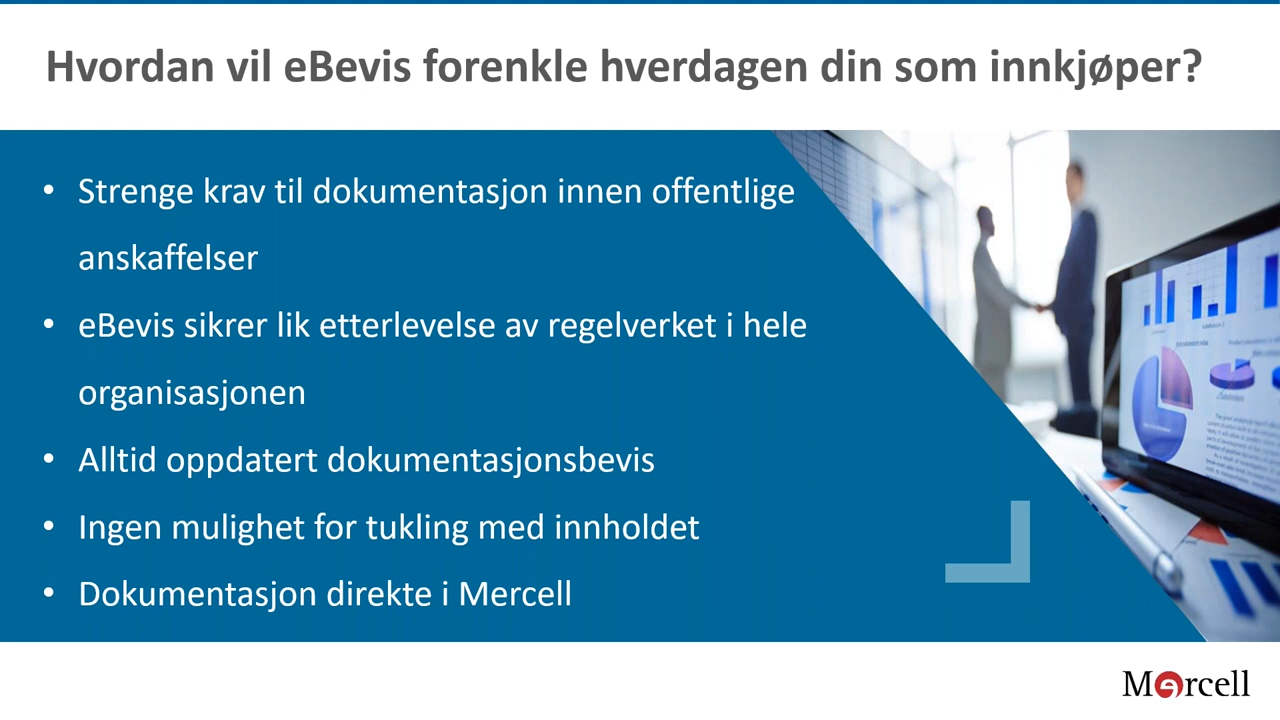 Hvordan vil eBevis forenkle hverdagen din som innkjøper?
• Strenge krav til dokumentasjon innen offentlige
anskaffelser
• eBevis sikrer lik etterlevelse av regelverket i hele
organisasjonen
• Alltid oppdatert dokumentasjonsbevis
• Ingen mulighet for tukling med innholdet
• Dokumentasjon direkte i Mercell
Mercell